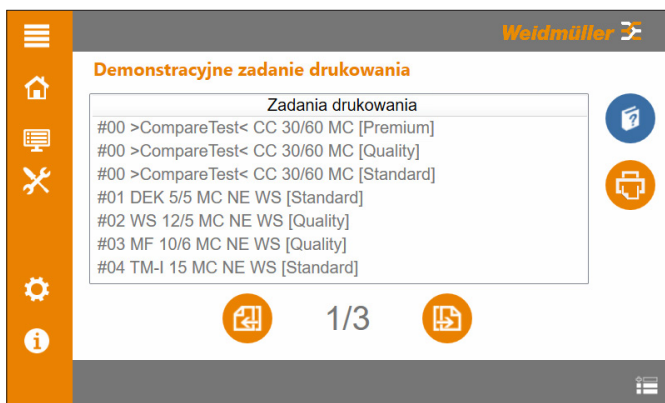 Weidmüller
Demonstracyjne zadanie drukowania
Zadania drukowania
#00 >CompareTest< CC 30/60 MC [Premium]
#00 >CompareTest< CC 30/60 MC [Quality]
#00 >CompareTest< CC 30/60 MC [Standard]
#01 DEK 5/5 MC NE WS [Standard]
#02 WS 12/5 MC NE WS [Quality]
#03 MF 10/6 MC NE WS [Quality]
#04 TM-I 15 MC NE WS [Standard]
1/3